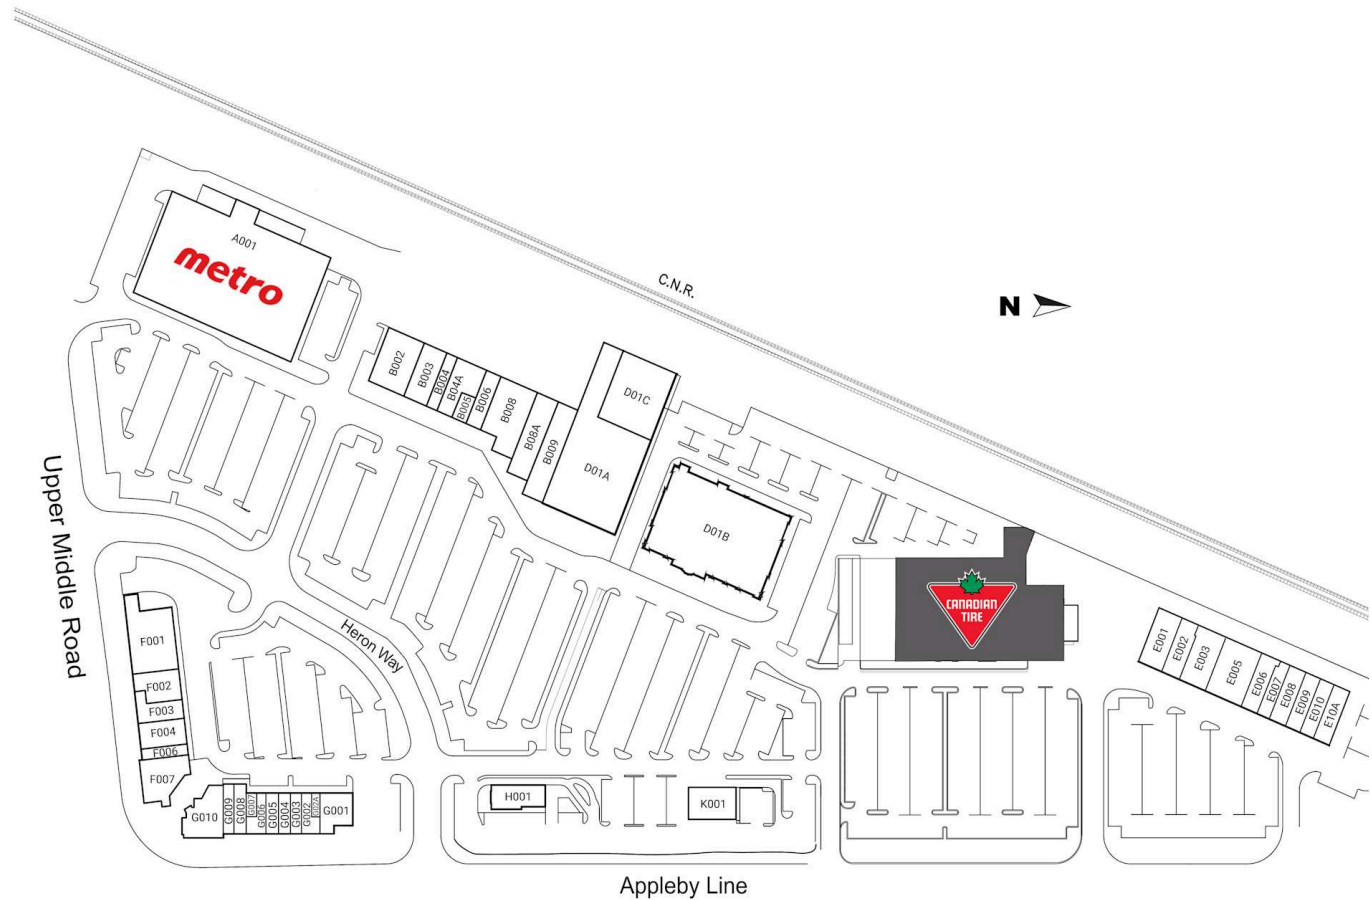 A001
metro
C.N.R.
N
B002
B003
B004
B04A
B005
B006
B008
B08A
B009
D01C
D01A
D01B
Upper Middle Road
Heron Way
CANADIAN
TIRE
E001
E002
E003
E005
E006
E007
E008
E009
E010
E10A
F001
F002
F003
F004
F006
F007
G010
G009
G008
G007
G006
G005
G004
G003
G002
G02A
G001
H001
K001
Appleby Line